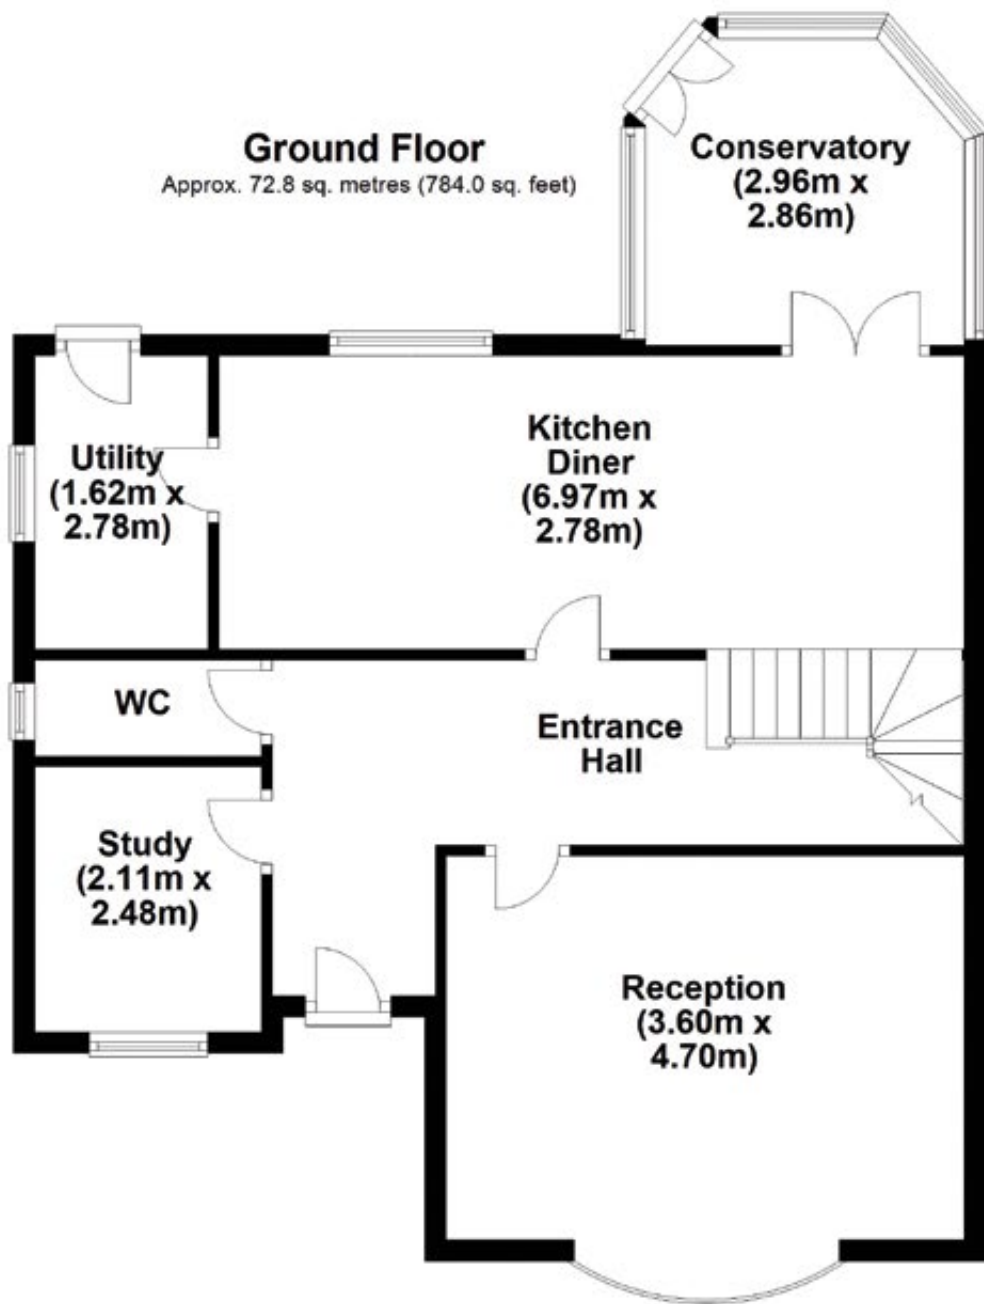 Ground Floor
Approx. 72.8 sq. metres (784.0 sq. feet)
Conservatory
(2.96m x
2.86m)
Kitchen
Diner
(6.97m x
2.78m)
Utility
(1.62m x
2.78m)
WC
Entrance
Hall
Study
(2.11m x
2.48m)
Reception
(3.60m x
4.70m)